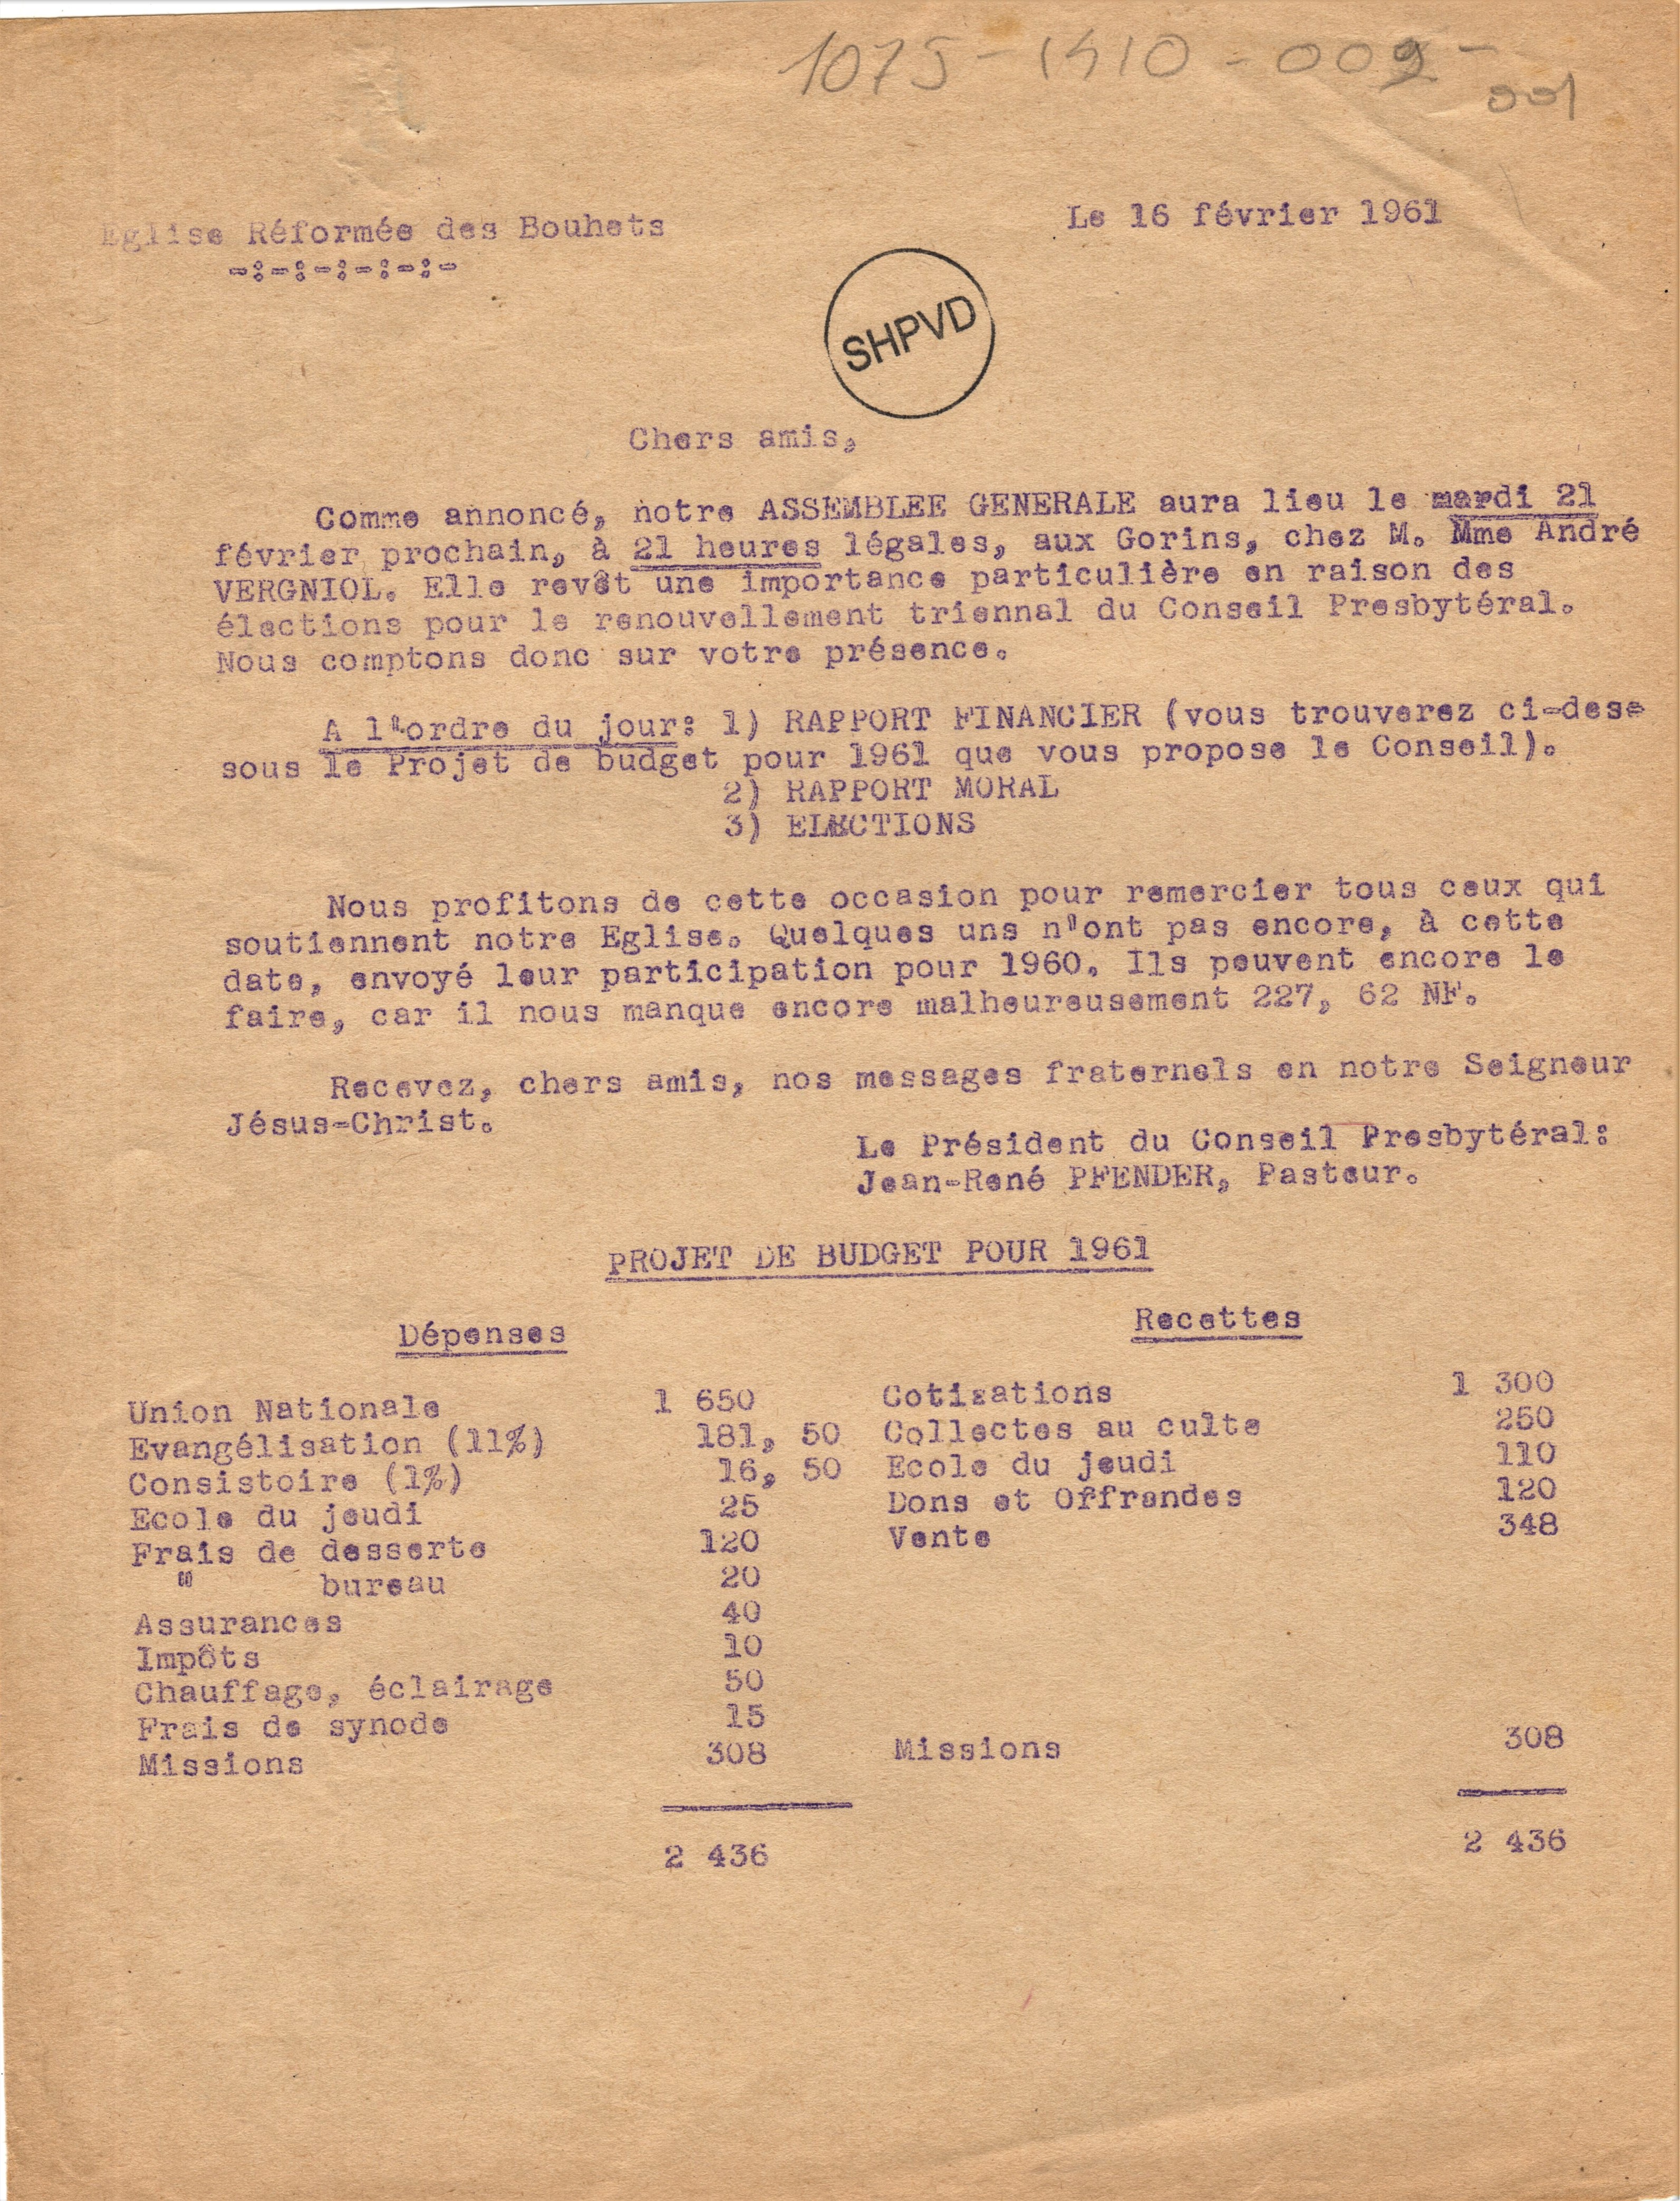 1075-1410-009-
001
Eglise Réformée des Bouhets
-:-:-:-:-:-
Le 16 février 1961
SHPVD
Chers amis,
Comme annoncé, notre ASSEMBLEE GENERALE aura lieu le mardi 21
février prochain, à 21 heures légales, aux Gorins, chez M. Mme André
VERGNIOL. Elle revêt une importance particulière en raison des
élections pour le renouvellement triennal du Conseil Presbytéral.
Nous comptons donc sur votre présence.
A l'ordre du jour: 1) RAPPORT FINANCIER (vous trouverez ci-des-
sous le Projet de budget pour 1961 que vous propose le Conseil).
2) RAPPORT MORAL
3) ELECTIONS
Nous profitons de cette occasion pour remercier tous ceux qui
soutiennent notre Eglise. Quelques uns n'ont pas encore, à cette
date, envoyé leur participation pour 1960. Ils peuvent encore le
faire, car il nous manque encore malheureusement 227, 62 NF.
Recevez, chers amis, nos messages fraternels en notre Seigneur
Jésus-Christ.
Le Président du Conseil Presbytéral:
Jean-René PFENDER, Pasteur.
PROJET DE BUDGET POUR 1961
Dépenses
Recettes
Union Nationale 1 650 Cotisations 1 300
Evangélisation (11%) 181, 50 Collectes au culte 250
Consistoire (1%) 16, 50 Ecole du jeudi 110
Ecole du jeudi 25 Dons et Offrandes 120
Frais de desserte 120 Vente 348
" bureau 20
Assurances 40
Impôts 10
Chauffage, éclairage 50
Frais de synode 15
Missions 308 Missions 308
2 436 2 436